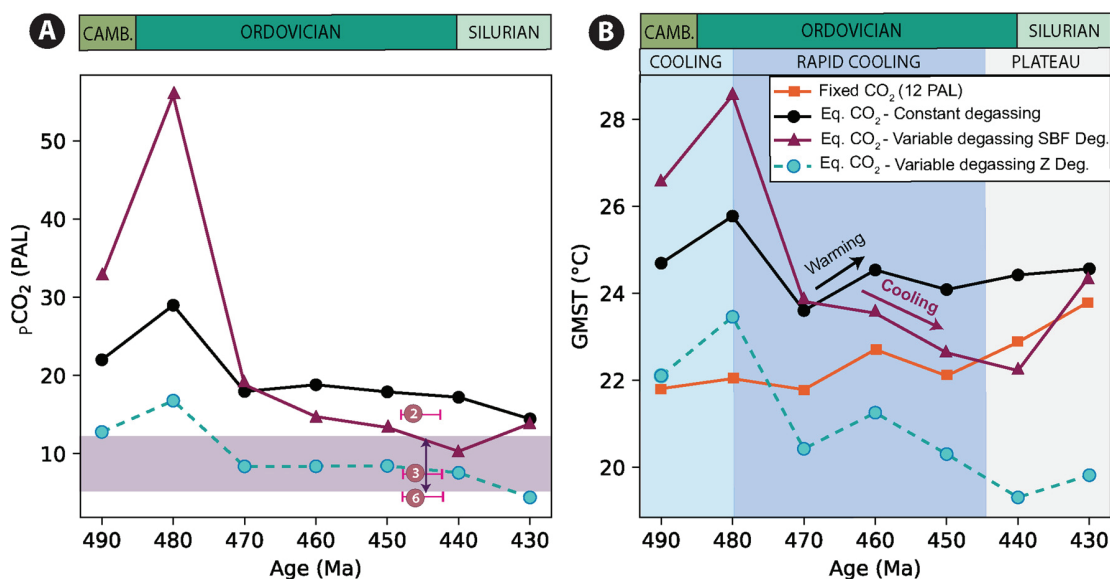 A
CAMB.
ORDOVICIAN
SILURIAN
pCO₂ (PAL)
50
40
30
20
10
2
3
6
490
480
470
460
450
440
430
Age (Ma)
B
CAMB.
ORDOVICIAN
SILURIAN
COOLING
RAPID COOLING
PLATEAU
Fixed CO₂ (12 PAL)
Eq. CO₂ - Constant degassing
Eq. CO₂ - Variable degassing SBF Deg.
Eq. CO₂ - Variable degassing Z Deg.
Warming
Cooling
GMST (°C)
28
26
24
22
20
490
480
470
460
450
440
430
Age (Ma)